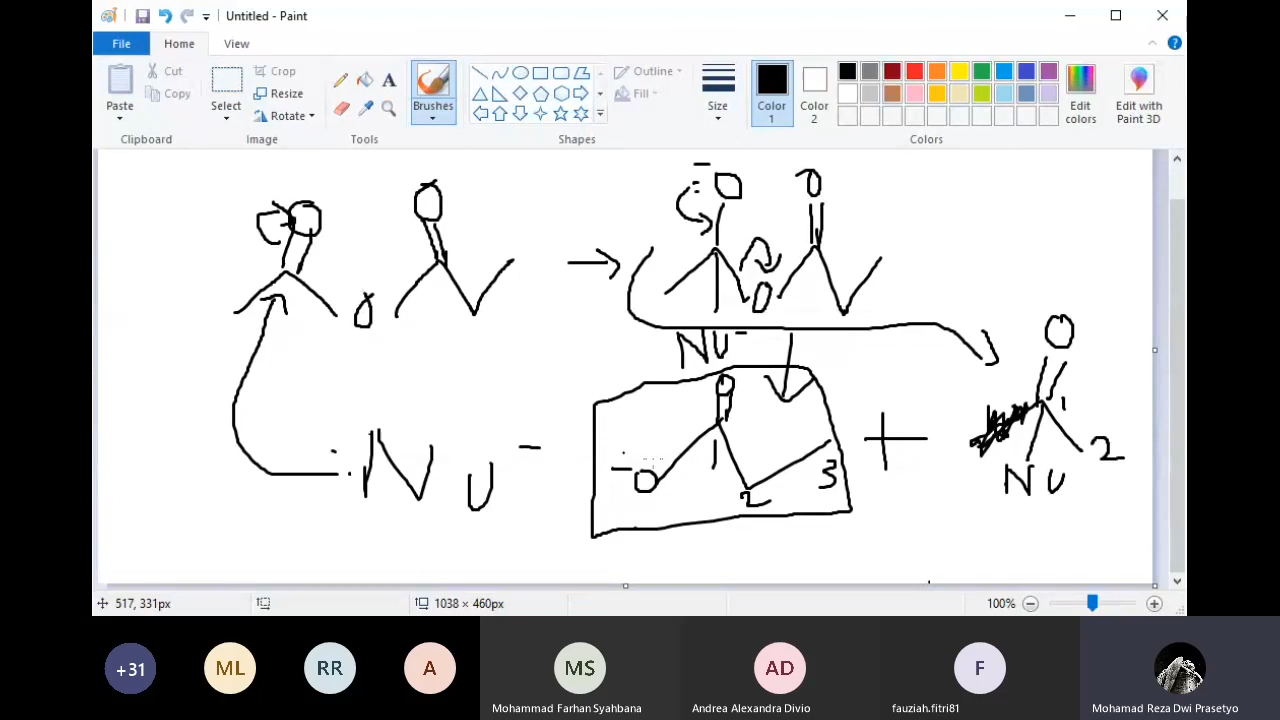 Untitled - Paint
File Home View
Paste Cut Copy
Select Crop Resize Rotate
Brushes
Outline Fill
Size
Color 1 Color 2
Edit colors
Edit with Paint 3D
Clipboard Image Tools Shapes Colors
O O - O O
O O
Nu -
O
O
Nu -
- O 1 2 3
+
1 2
Nu
517, 331px 1038 × 460px 100%
+31 ML RR A MS AD F
Mohammad Farhan Syahbana Andrea Alexandra Divio fauziah.fitri81 Mohamad Reza Dwi Prasetyo